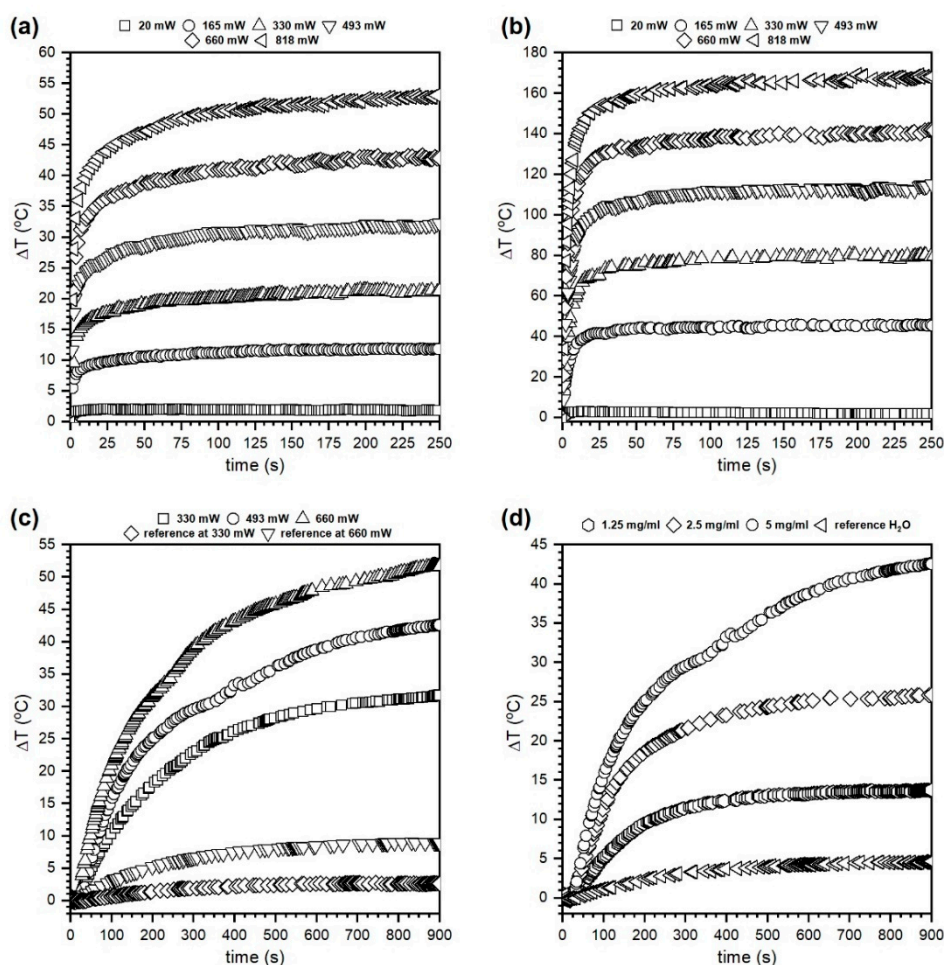 (a)
20 mW 165 mW 330 mW 493 mW
660 mW 818 mW
60
55
50
45
40
35
30
25
20
15
10
5
0
ΔT (ºC)
0 25 50 75 100 125 150 175 200 225 250
time (s)
(b)
20 mW 165 mW 330 mW 493 mW
660 mW 818 mW
180
160
140
120
100
80
60
40
20
0
ΔT (ºC)
0 25 50 75 100 125 150 175 200 225 250
time (s)
(c)
330 mW 493 mW 660 mW
reference at 330 mW reference at 660 mW
55
50
45
40
35
30
25
20
15
10
5
0
ΔT (ºC)
0 100 200 300 400 500 600 700 800 900
time (s)
(d)
1.25 mg/ml 2.5 mg/ml 5 mg/ml reference H₂O
45
40
35
30
25
20
15
10
5
0
ΔT (ºC)
0 100 200 300 400 500 600 700 800 900
time (s)